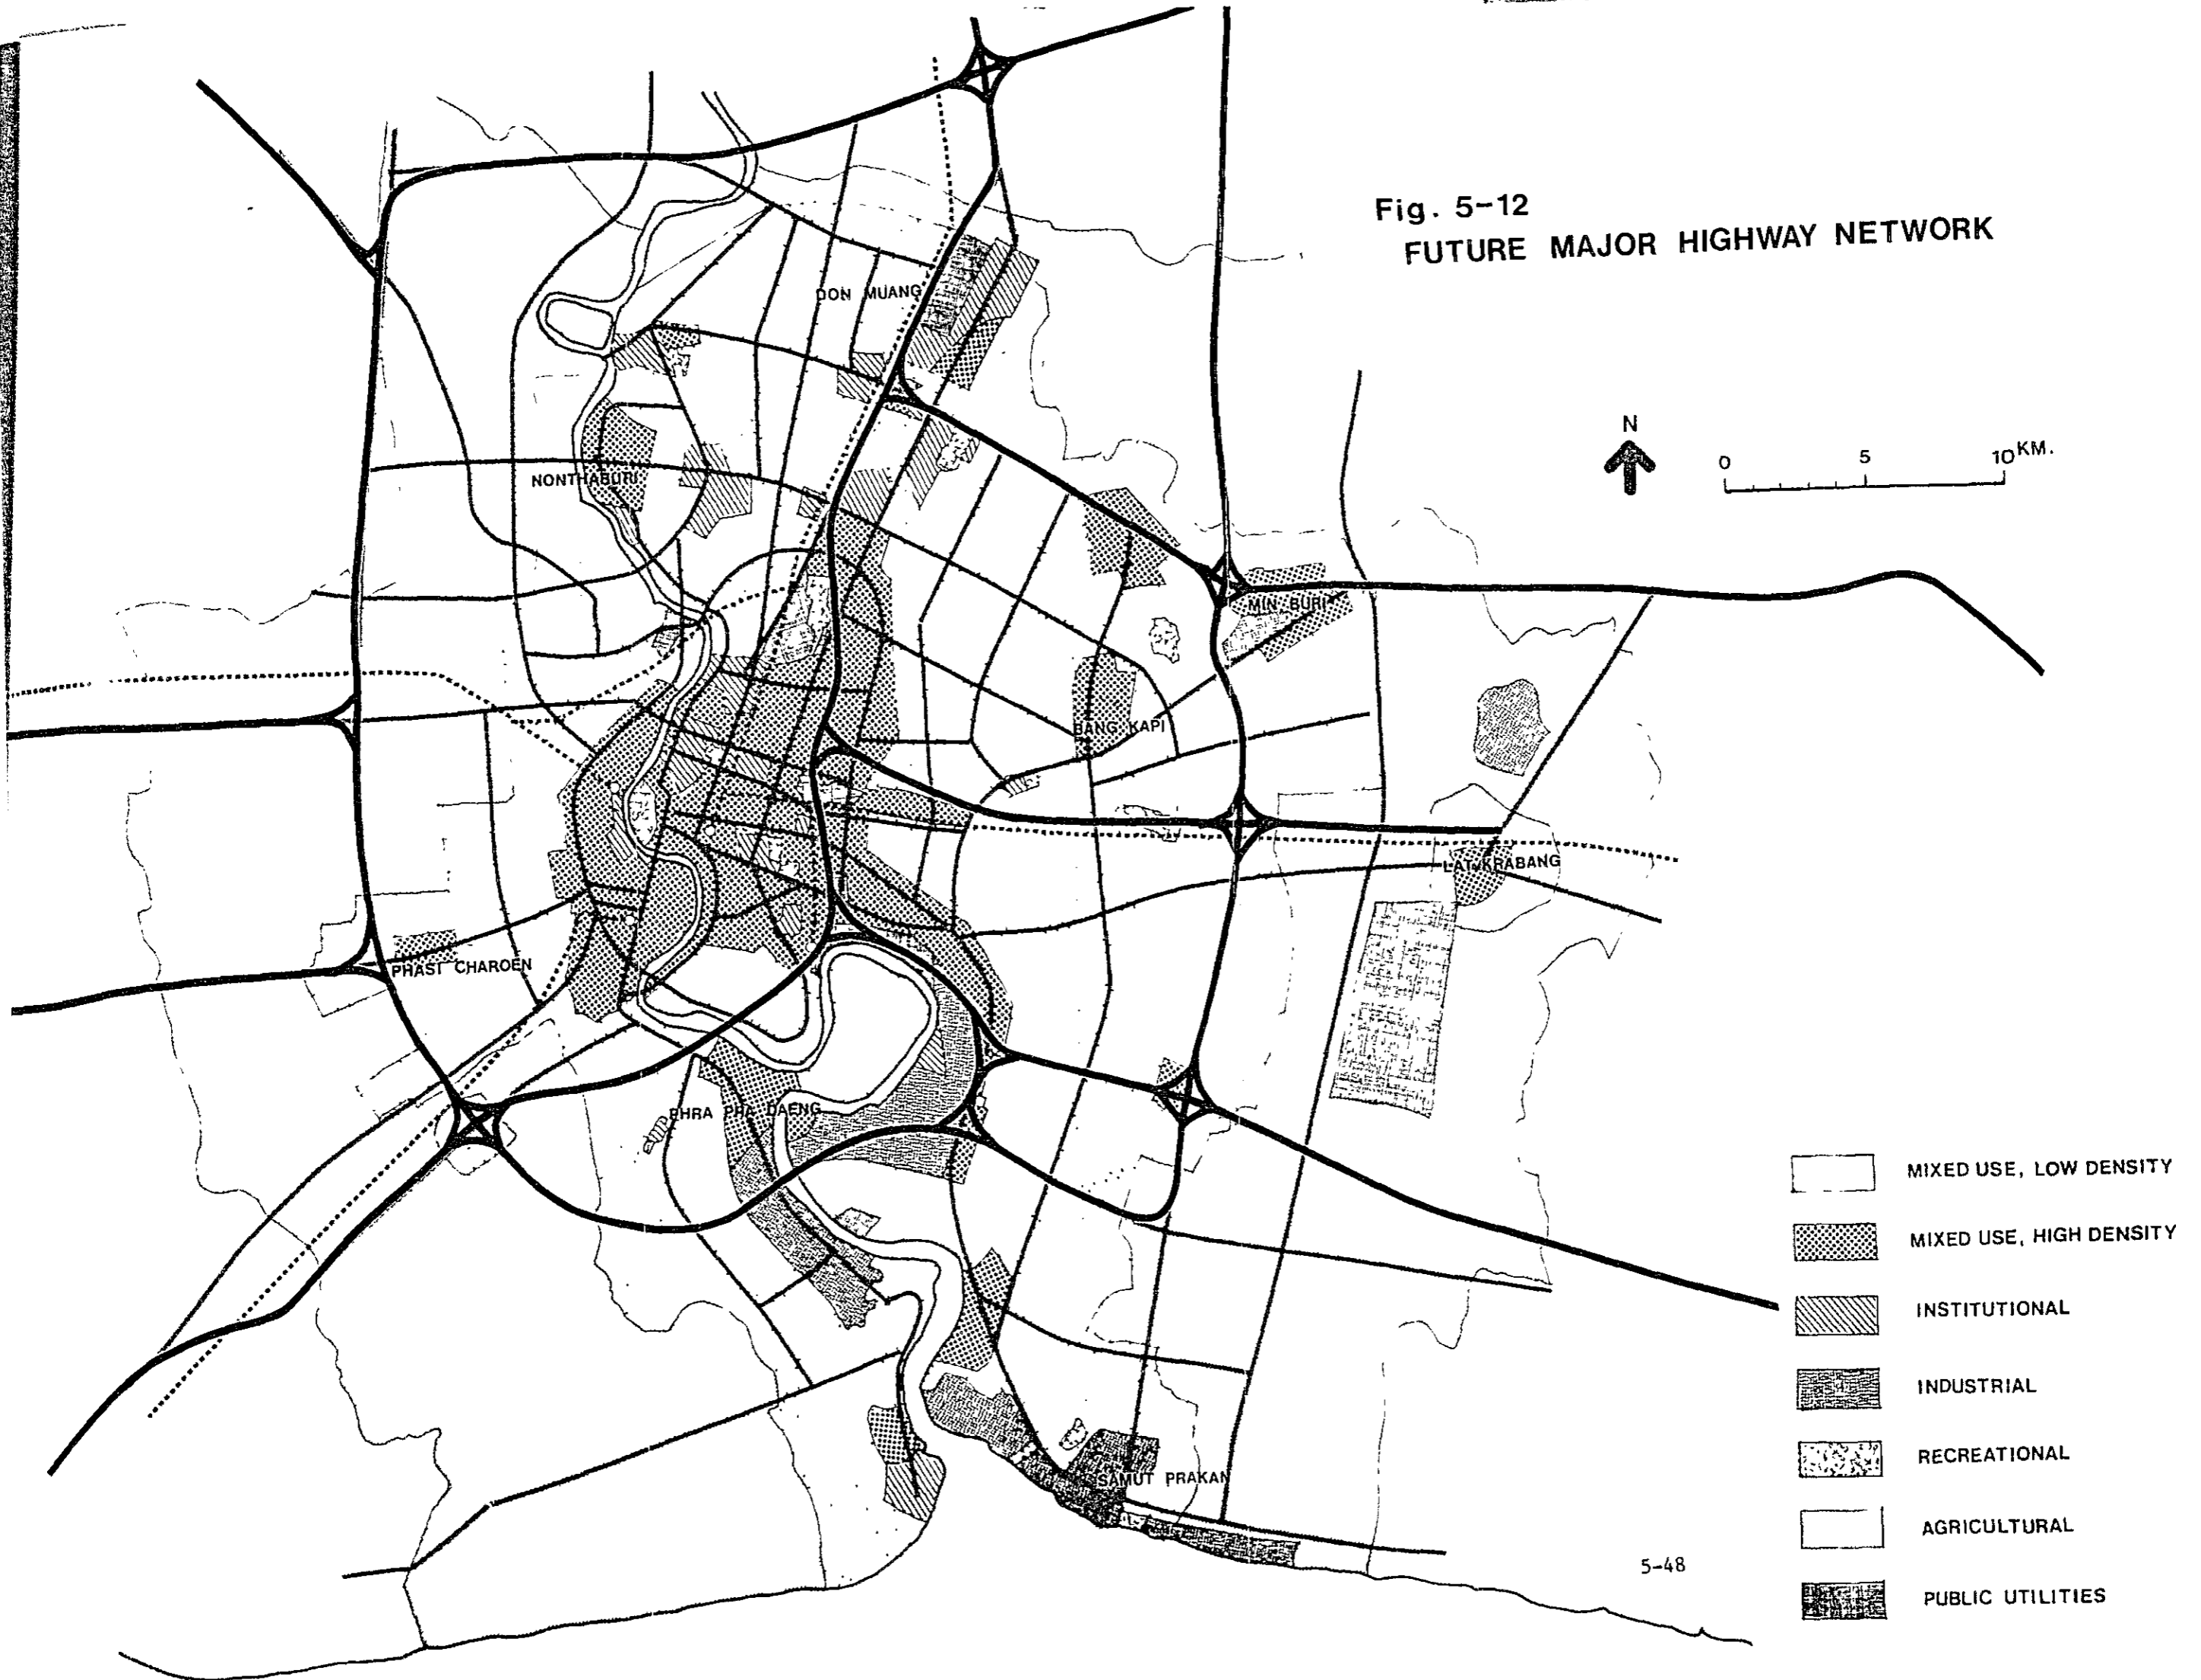 Fig. 5-12
FUTURE MAJOR HIGHWAY NETWORK
DON MUANG
N
0 5 10 KM.
NONTHABURI
MIN BURI
BANG KAPI
LAT KRABANG
PHASI CHAROEN
PHRA PHA DAENG
SAMUT PRAKAN
MIXED USE, LOW DENSITY
MIXED USE, HIGH DENSITY
INSTITUTIONAL
INDUSTRIAL
RECREATIONAL
AGRICULTURAL
PUBLIC UTILITIES
5-48